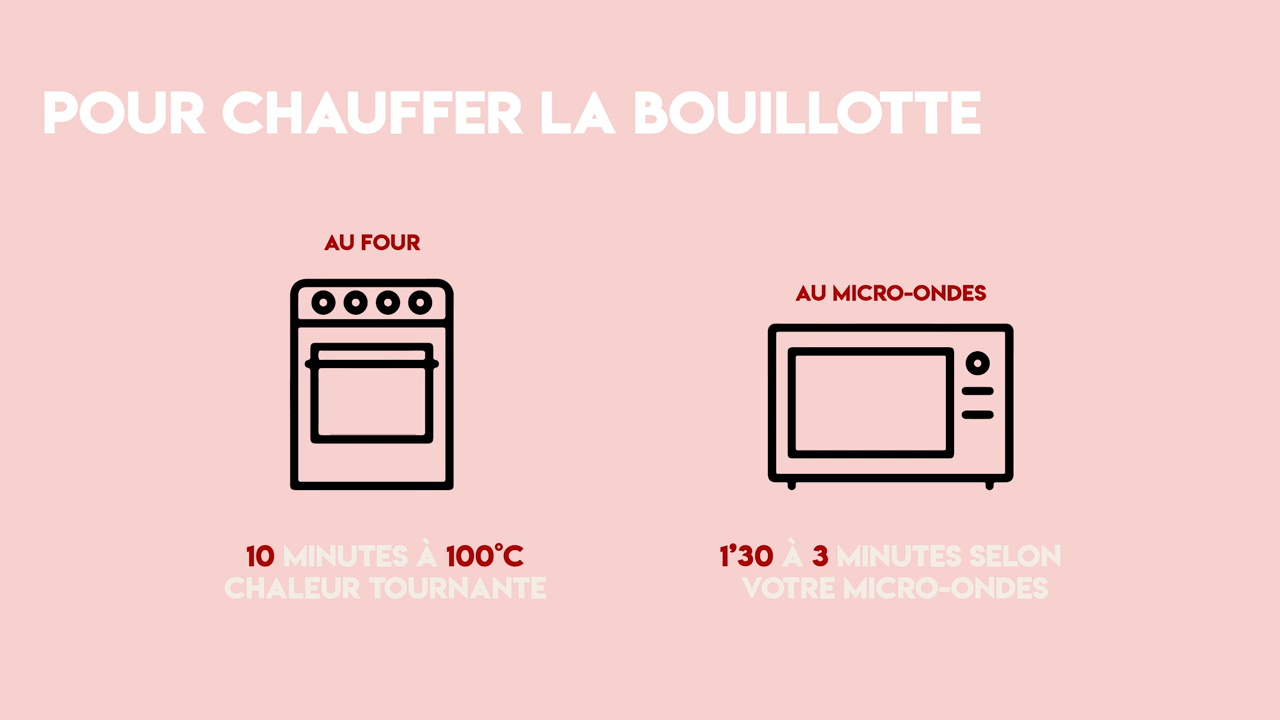 POUR CHAUFFER LA BOUILLOTTE
AU FOUR
10 MINUTES À 100°C
CHALEUR TOURNANTE
AU MICRO-ONDES
1'30 À 3 MINUTES SELON
VOTRE MICRO-ONDES